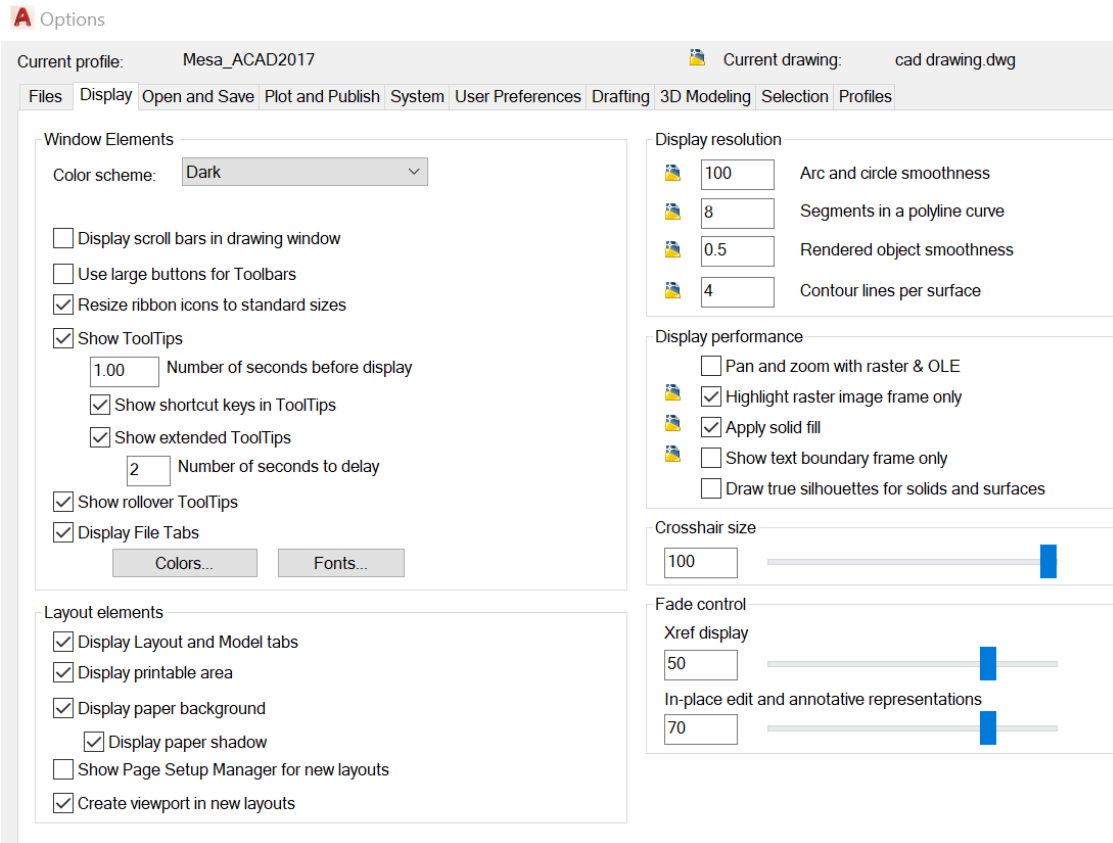 A Options
Current profile: Mesa_ACAD2017 Current drawing: cad drawing.dwg
Files Display Open and Save Plot and Publish System User Preferences Drafting 3D Modeling Selection Profiles
Window Elements
Color scheme: Dark
Display scroll bars in drawing window
Use large buttons for Toolbars
Resize ribbon icons to standard sizes
Show ToolTips
1.00 Number of seconds before display
Show shortcut keys in ToolTips
Show extended ToolTips
2 Number of seconds to delay
Show rollover ToolTips
Display File Tabs
Colors... Fonts...
Layout elements
Display Layout and Model tabs
Display printable area
Display paper background
Display paper shadow
Show Page Setup Manager for new layouts
Create viewport in new layouts
Display resolution
100 Arc and circle smoothness
8 Segments in a polyline curve
0.5 Rendered object smoothness
4 Contour lines per surface
Display performance
Pan and zoom with raster & OLE
Highlight raster image frame only
Apply solid fill
Show text boundary frame only
Draw true silhouettes for solids and surfaces
Crosshair size
100
Fade control
Xref display
50
In-place edit and annotative representations
70